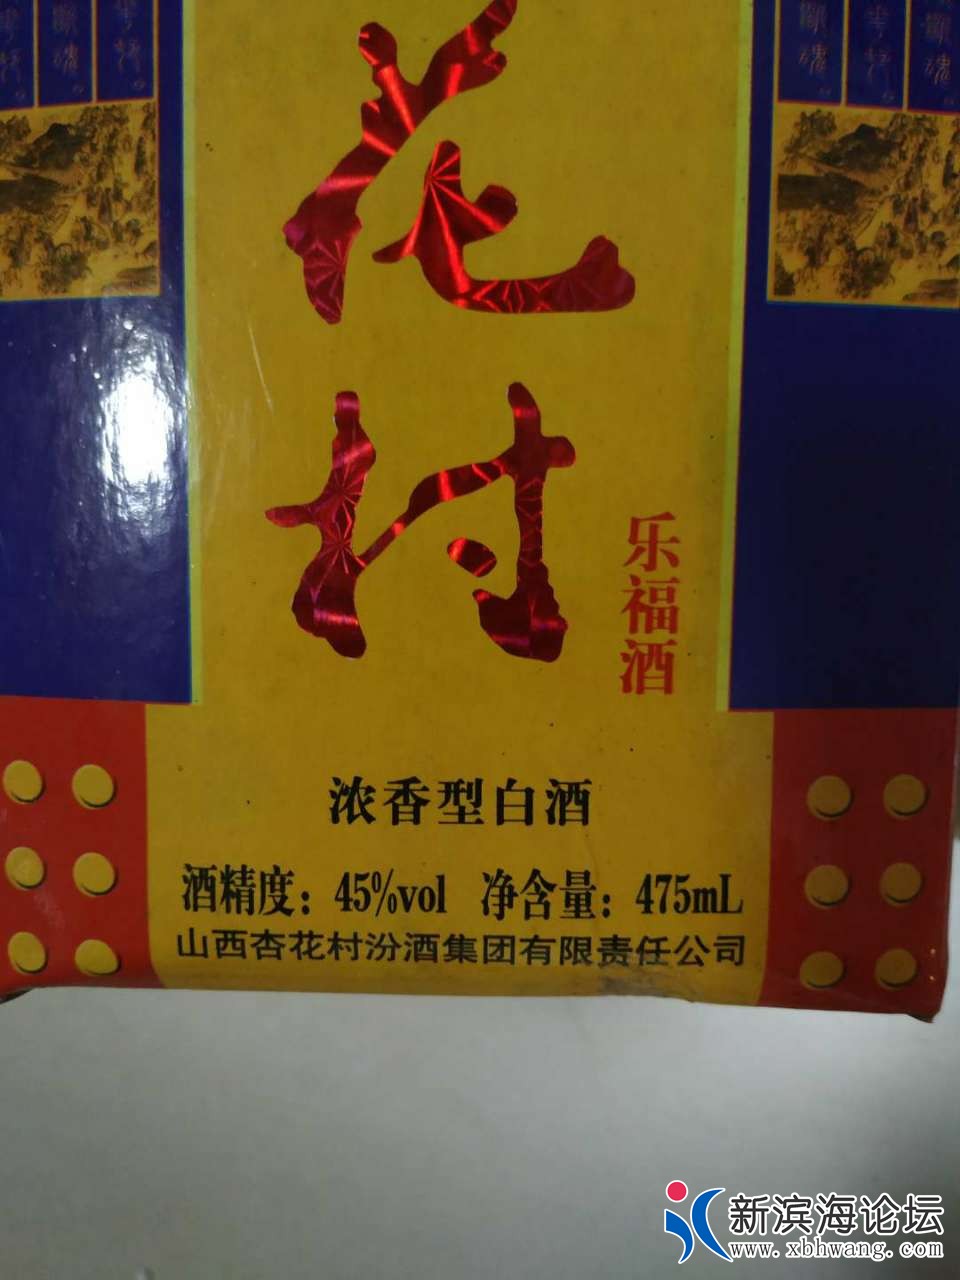 花
村
乐福酒
浓香型白酒
酒精度：45%vol 净含量：475mL
山西杏花村汾酒集团有限责任公司
新滨海论坛
www.xbhwang.com